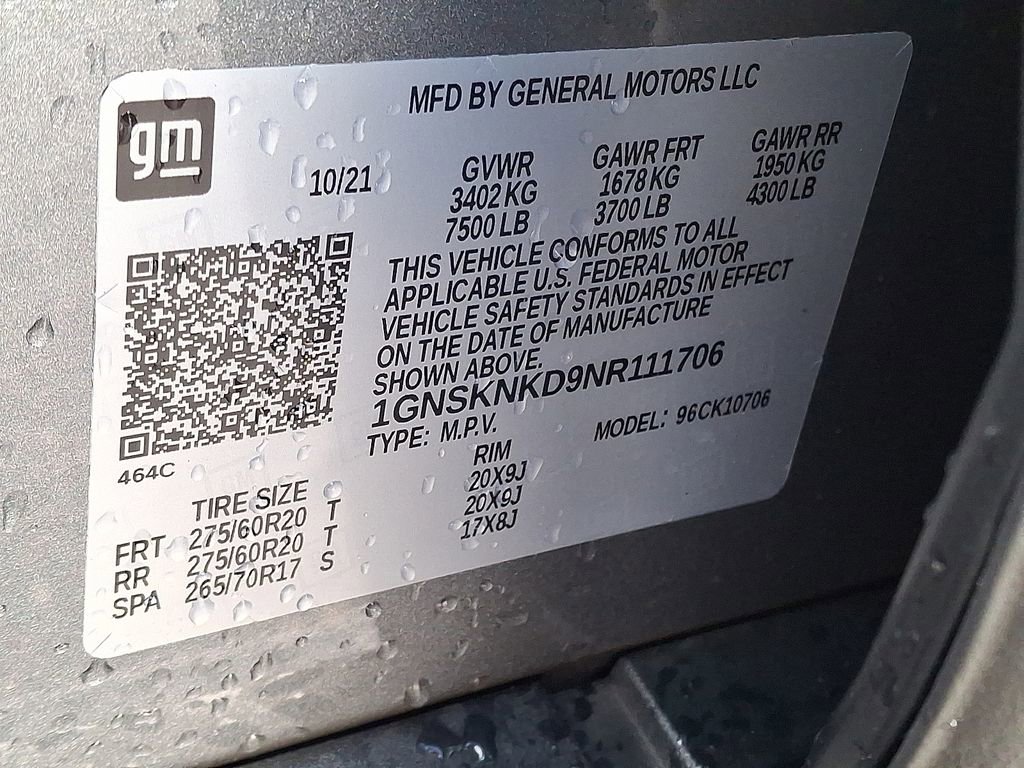 gm
MFD BY GENERAL MOTORS LLC
10/21
GVWR
3402 KG
7500 LB
GAWR FRT
1678 KG
3700 LB
GAWR RR
1950 KG
4300 LB
THIS VEHICLE CONFORMS TO ALL
APPLICABLE U.S. FEDERAL MOTOR
VEHICLE SAFETY STANDARDS IN EFFECT
ON THE DATE OF MANUFACTURE
SHOWN ABOVE.
1GNSKNKD9NR111706
TYPE: M.P.V.
MODEL: 96CK10706
464C
TIRE SIZE
RIM
FRT 275/60R20 T 20X9J
RR 275/60R20 T 20X9J
SPA 265/70R17 S 17X8J